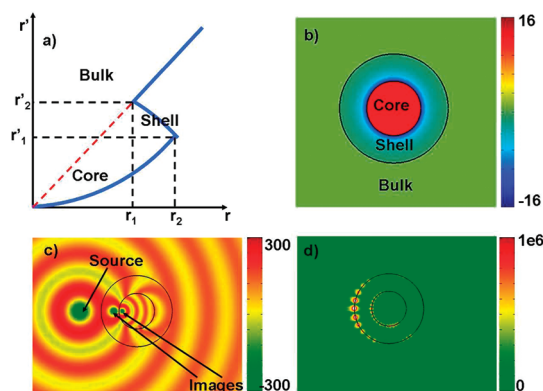 a)
r'
Bulk
r'2
Shell
r'1
Core
r1
r2
r
b)
16
Core
Shell
Bulk
-16
c)
300
Source
Images
-300
d)
1e6
0